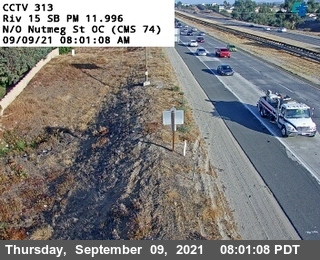 CCTV 313
Riv 15 SB PM 11.996
N/O Nutmeg St OC (CMS 74)
09/09/21 08:01:08 AM
Thursday, September 09, 2021 08:01:08 PDT